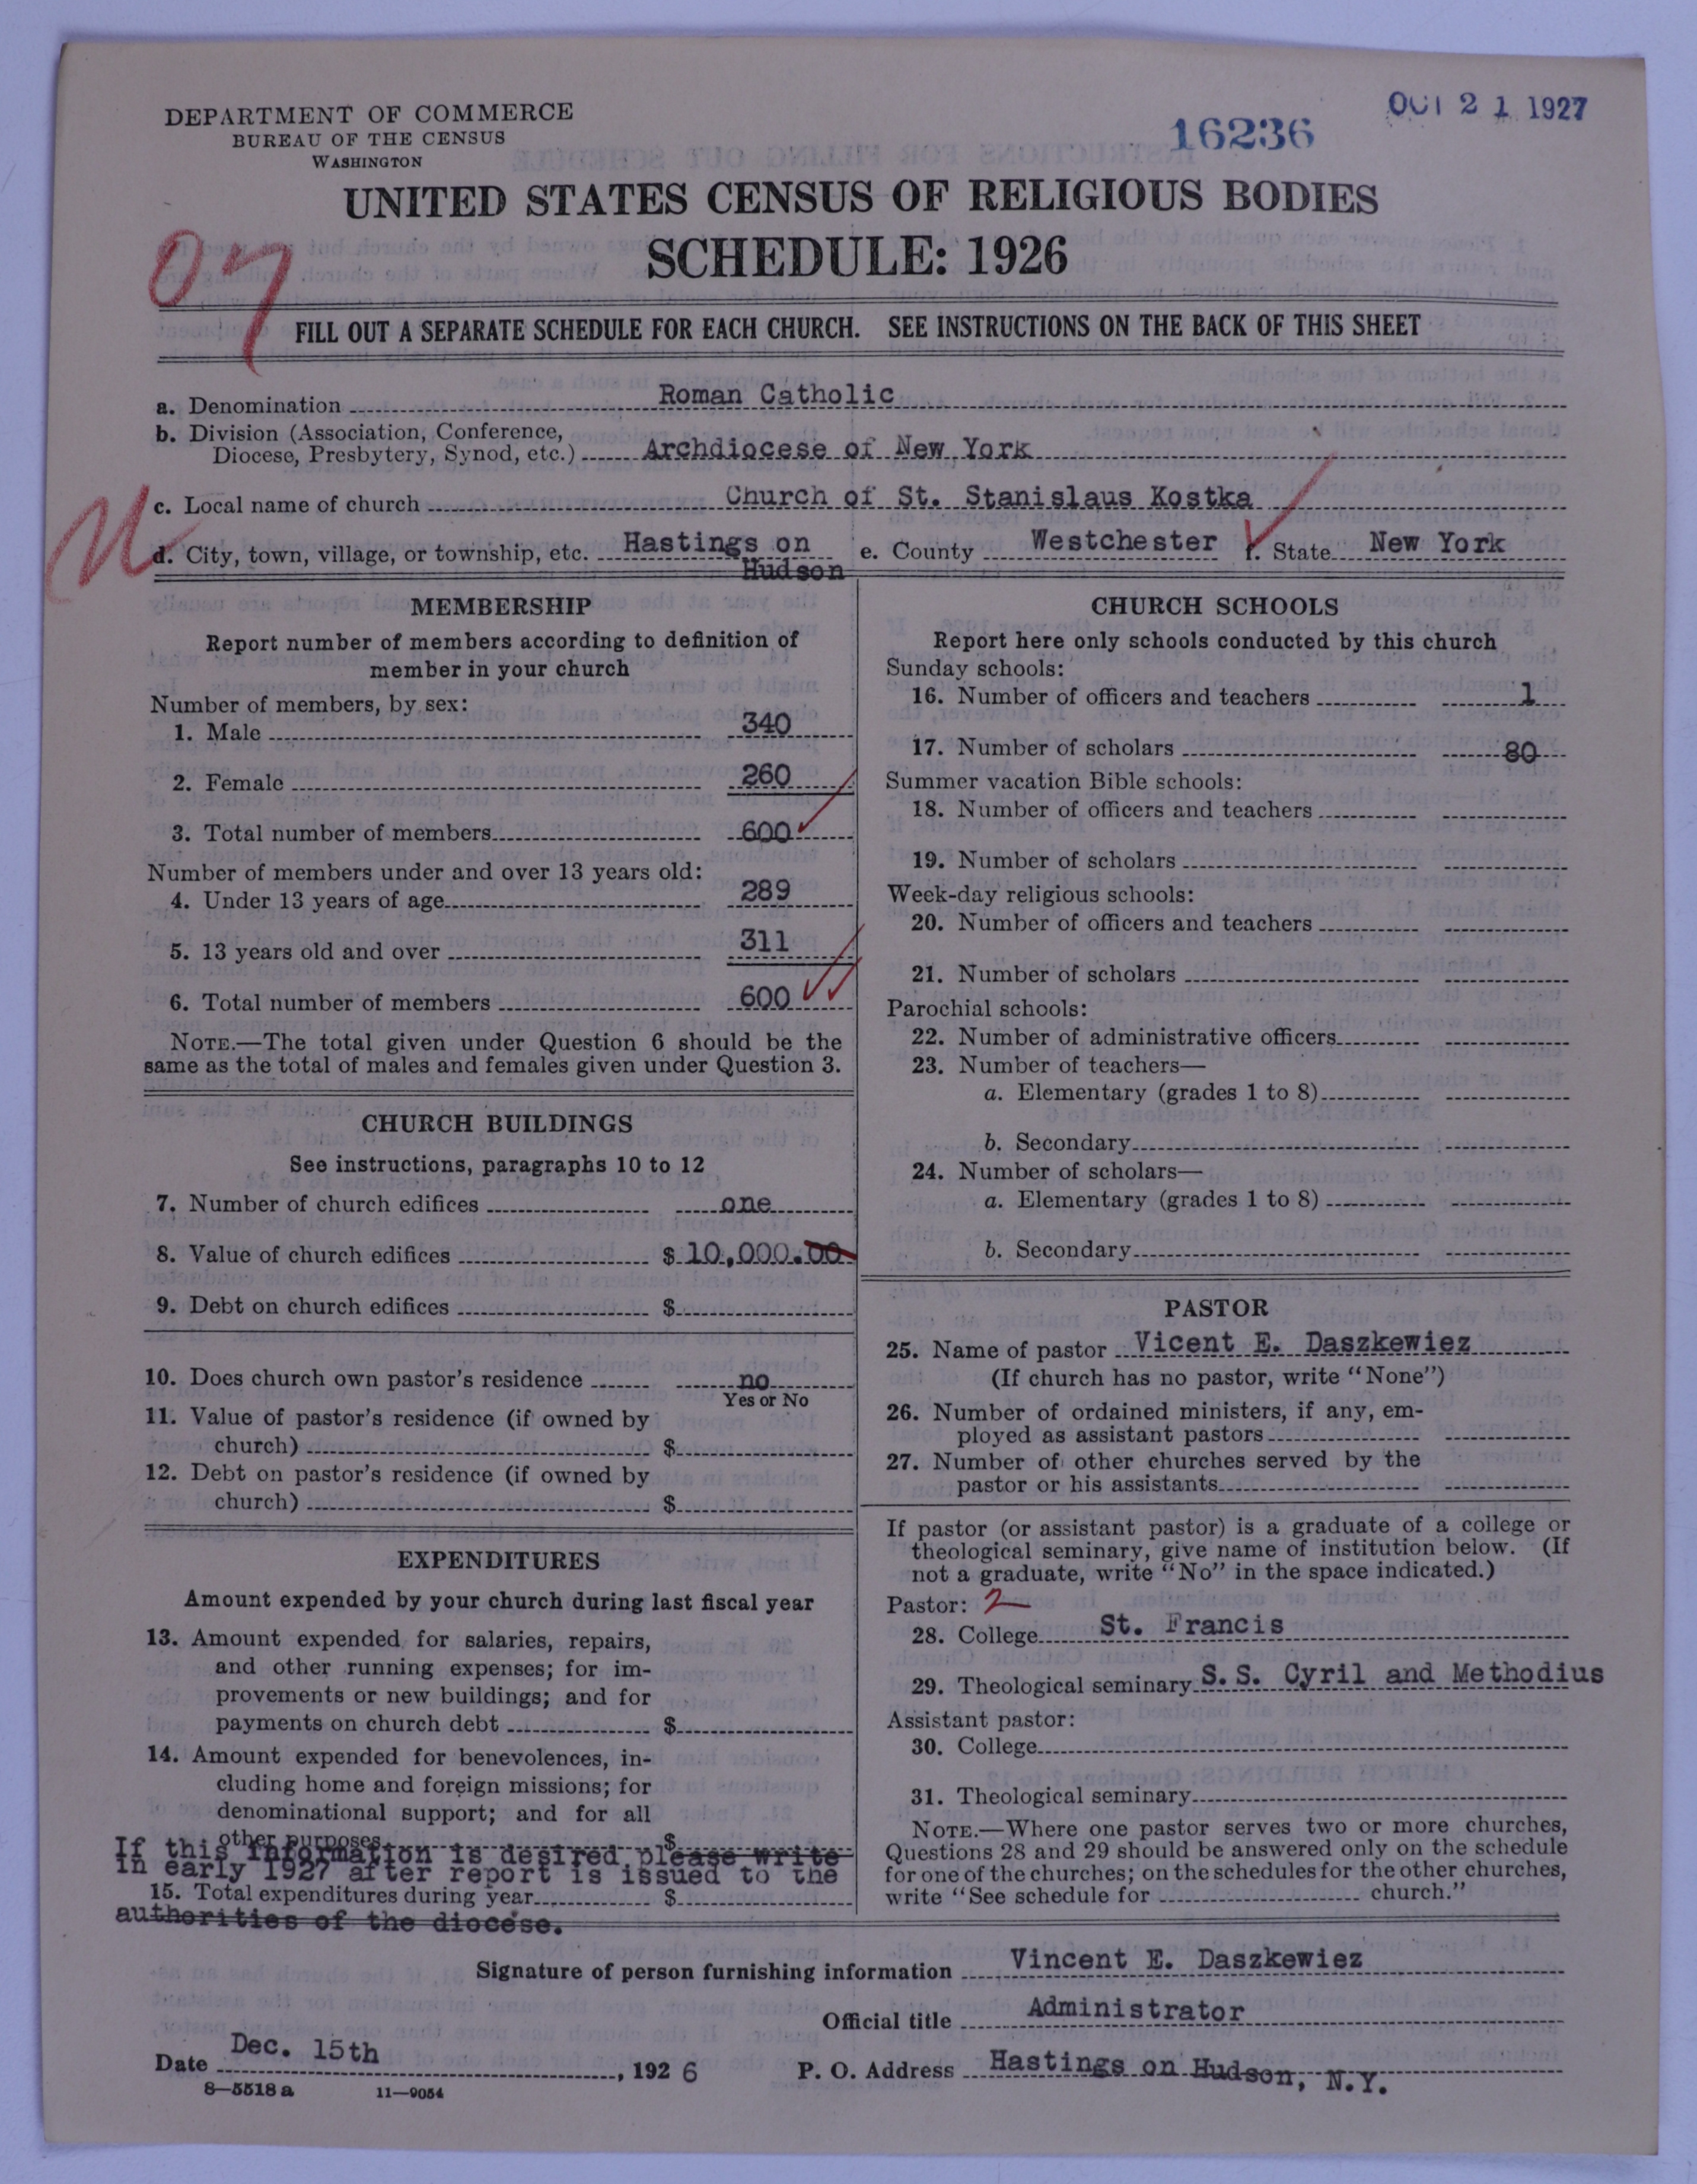 DEPARTMENT OF COMMERCE
BUREAU OF THE CENSUS
WASHINGTON
16236
OCT 21 1927
UNITED STATES CENSUS OF RELIGIOUS BODIES
SCHEDULE: 1926
FILL OUT A SEPARATE SCHEDULE FOR EACH CHURCH. SEE INSTRUCTIONS ON THE BACK OF THIS SHEET
a. Denomination Roman Catholic
b. Division (Association, Conference,
Diocese, Presbytery, Synod, etc.) Archdiocese of New York
c. Local name of church Church of St. Stanislaus Kostka
d. City, town, village, or township, etc. Hastings on Hudson e. County Westchester f. State New York
MEMBERSHIP
Report number of members according to definition of
member in your church
Number of members, by sex:
1. Male 340
2. Female 260
3. Total number of members 600
Number of members under and over 13 years old:
4. Under 13 years of age 289
5. 13 years old and over 311
6. Total number of members 600
NOTE.—The total given under Question 6 should be the
same as the total of males and females given under Question 3.
CHURCH BUILDINGS
See instructions, paragraphs 10 to 12
7. Number of church edifices one
8. Value of church edifices $ 10,000.00
9. Debt on church edifices $
10. Does church own pastor's residence no
Yes or No
11. Value of pastor's residence (if owned by
church) $
12. Debt on pastor's residence (if owned by
church) $
EXPENDITURES
Amount expended by your church during last fiscal year
13. Amount expended for salaries, repairs,
and other running expenses; for im-
provements or new buildings; and for
payments on church debt $
14. Amount expended for benevolences, in-
cluding home and foreign missions; for
denominational support; and for all
other purposes $
If this information is desired please write
in early 1927 after report is issued to the
15. Total expenditures during year $
authorities of the diocese.
CHURCH SCHOOLS
Report here only schools conducted by this church
Sunday schools:
16. Number of officers and teachers 1
17. Number of scholars 80
Summer vacation Bible schools:
18. Number of officers and teachers
19. Number of scholars
Week-day religious schools:
20. Number of officers and teachers
21. Number of scholars
Parochial schools:
22. Number of administrative officers
23. Number of teachers—
a. Elementary (grades 1 to 8)
b. Secondary
24. Number of scholars—
a. Elementary (grades 1 to 8)
b. Secondary
PASTOR
25. Name of pastor Vicent E. Daszkewiez
(If church has no pastor, write "None")
26. Number of ordained ministers, if any, em-
ployed as assistant pastors
27. Number of other churches served by the
pastor or his assistants
If pastor (or assistant pastor) is a graduate of a college or
theological seminary, give name of institution below. (If
not a graduate, write "No" in the space indicated.)
Pastor: 2
28. College St. Francis
29. Theological seminary S.S. Cyril and Methodius
Assistant pastor:
30. College
31. Theological seminary
NOTE.—Where one pastor serves two or more churches,
Questions 28 and 29 should be answered only on the schedule
for one of the churches; on the schedules for the other churches,
write "See schedule for church."
Signature of person furnishing information Vincent E. Daszkewiez
Official title Administrator
Date Dec. 15th, 1926 P. O. Address Hastings on Hudson, N.Y.
8—5518 a 11—9054